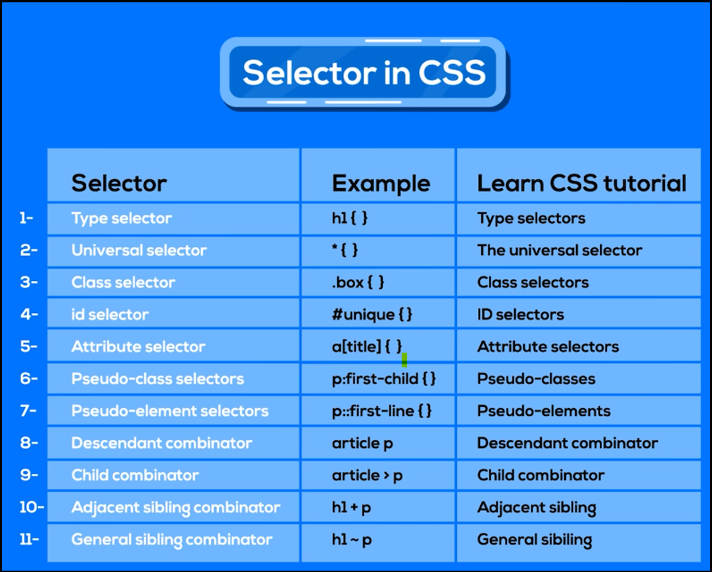 Selector in CSS
Selector Example Learn CSS tutorial
1- Type selector h1 { } Type selectors
2- Universal selector * { } The universal selector
3- Class selector .box { } Class selectors
4- id selector #unique { } ID selectors
5- Attribute selector a[title] { } Attribute selectors
6- Pseudo-class selectors p:first-child { } Pseudo-classes
7- Pseudo-element selectors p::first-line { } Pseudo-elements
8- Descendant combinator article p Descendant combinator
9- Child combinator article > p Child combinator
10- Adjacent sibling combinator h1 + p Adjacent sibling
11- General sibling combinator h1 ~ p General sibiling